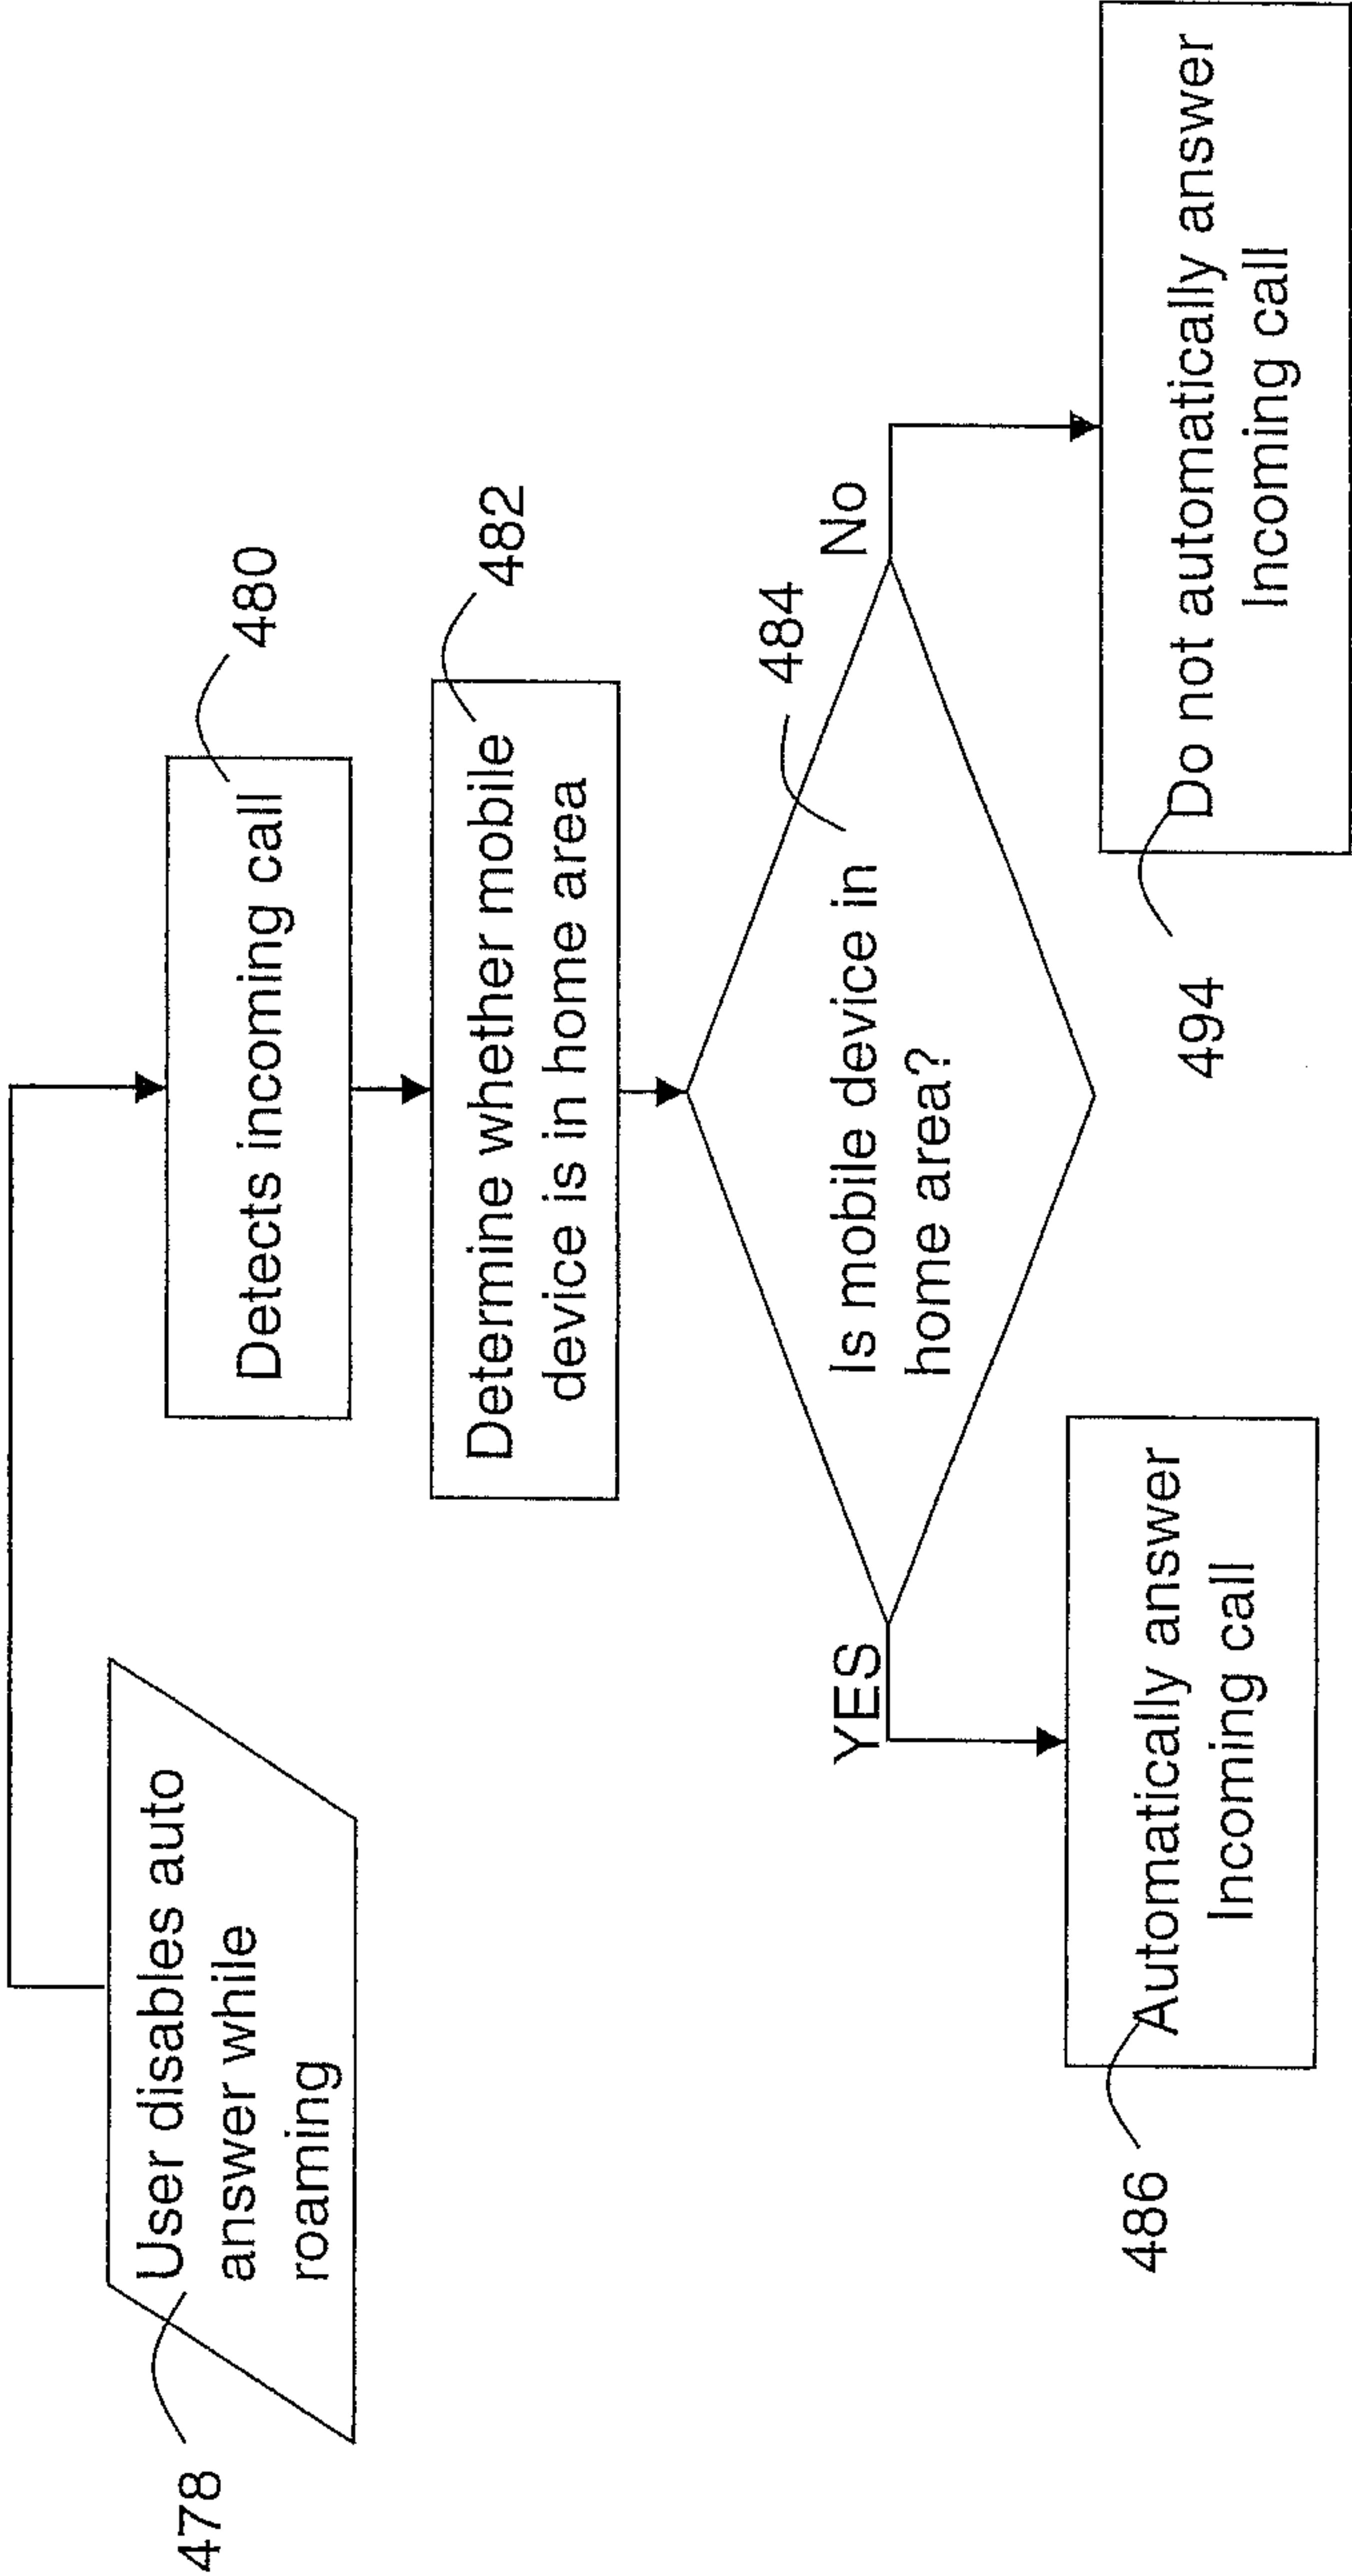 478
User disables auto
answer while
roaming
480
Detects incoming call
482
Determine whether mobile
device is in home area
484
Is mobile device in
home area?
YES
No
486
Automatically answer
Incoming call
494
Do not automatically answer
Incoming call